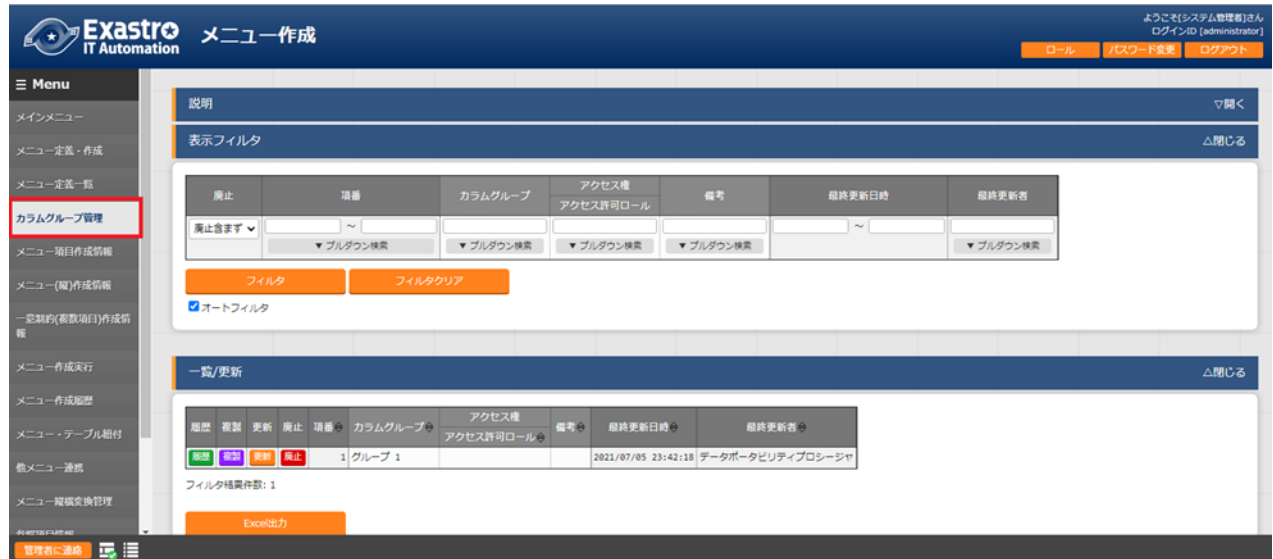 Exastro
IT Automation
メニュー作成
ようこそ[システム管理者]さん
ログインID [administrator]
ロール
パスワード変更
ログアウト
Menu
メインメニュー
メニュー定義・作成
メニュー定義一覧
カラムグループ管理
メニュー項目作成情報
メニュー(縦)作成情報
一意制約(複数項目)作成情
報
メニュー作成実行
メニュー作成履歴
メニュー・テーブル紐付
他メニュー連携
メニュー縦横変換管理
参照項目情報
管理者に連絡
説明
▽開く
表示フィルタ
△閉じる
廃止
項番
カラムグループ
アクセス権
アクセス許可ロール
備考
最終更新日時
最終更新者
廃止含まず
～
～
▼ プルダウン検索
▼ プルダウン検索
▼ プルダウン検索
▼ プルダウン検索
▼ プルダウン検索
フィルタ
フィルタクリア
オートフィルタ
一覧/更新
△閉じる
履歴 複製 更新 廃止 項番 カラムグループ アクセス権 アクセス許可ロール 備考 最終更新日時 最終更新者
履歴 複製 更新 廃止 1 グループ 1 2021/07/05 23:42:18 データポータビリティプロシージャ
フィルタ結果件数: 1
Excel出力